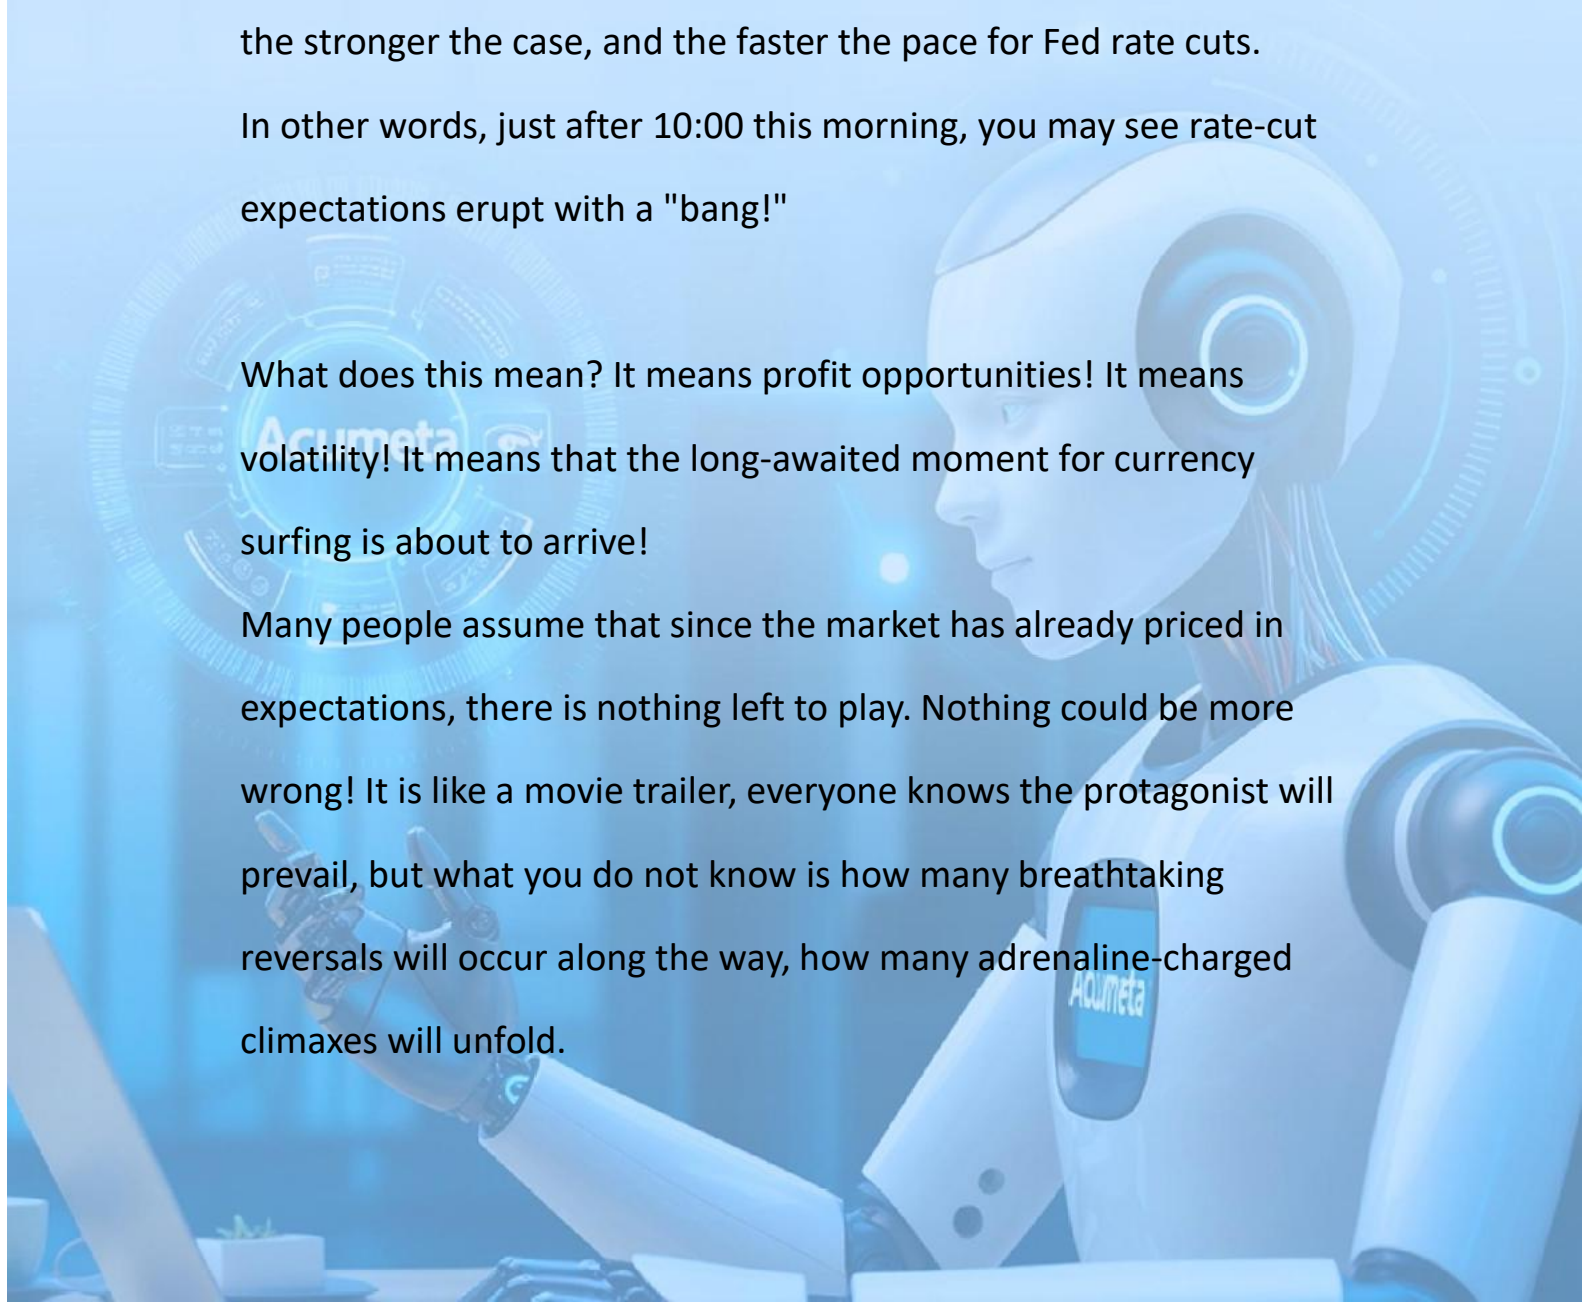 the stronger the case, and the faster the pace for Fed rate cuts.
In other words, just after 10:00 this morning, you may see rate-cut
expectations erupt with a "bang!"
What does this mean? It means profit opportunities! It means
Acumeta
volatility! It means that the long-awaited moment for currency
surfing is about to arrive!
Many people assume that since the market has already priced in
expectations, there is nothing left to play. Nothing could be more
wrong! It is like a movie trailer, everyone knows the protagonist will
prevail, but what you do not know is how many breathtaking
reversals will occur along the way, how many adrenaline-charged
Acumeta
climaxes will unfold.